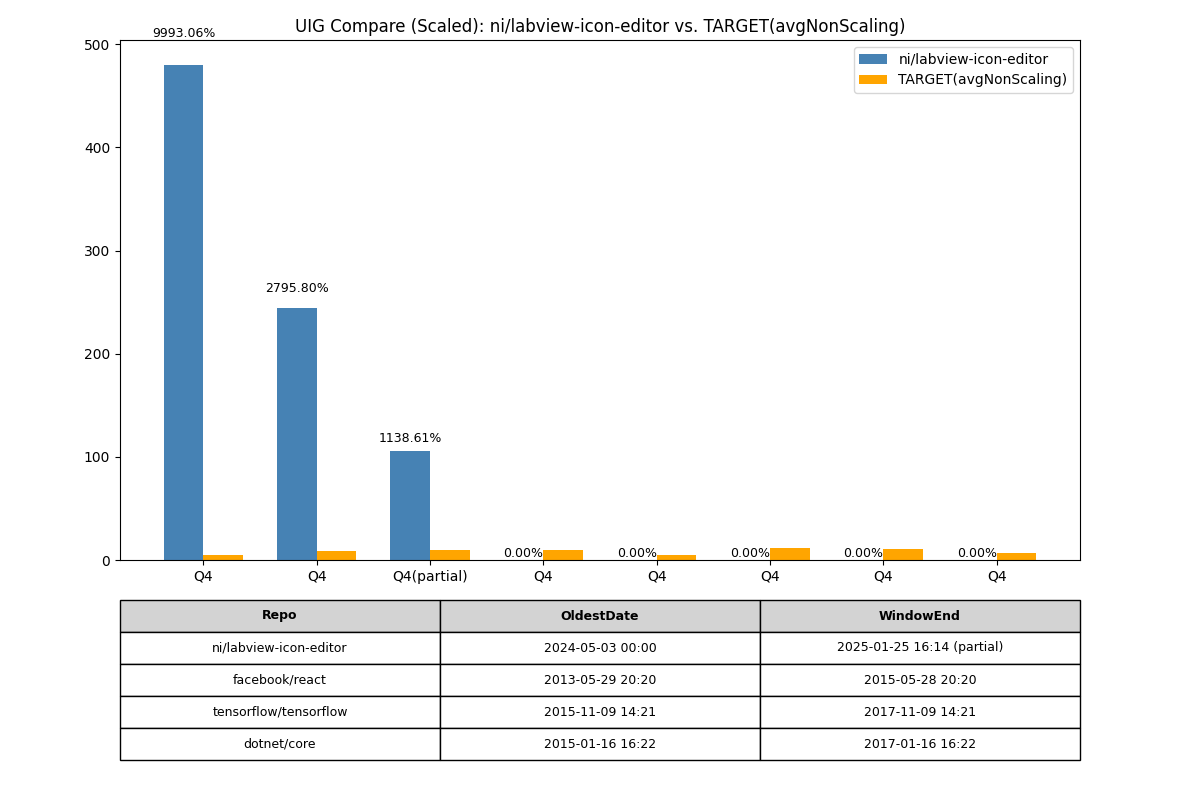 UIG Compare (Scaled): ni/labview-icon-editor vs. TARGET(avgNonScaling)
9993.06%
500
ni/labview-icon-editor
TARGET(avgNonScaling)
400
300
2795.80%
200
1138.61%
100
0.00% 0.00% 0.00% 0.00% 0.00%
0
Q4 Q4 Q4(partial) Q4 Q4 Q4 Q4 Q4
Repo OldestDate WindowEnd
ni/labview-icon-editor 2024-05-03 00:00 2025-01-25 16:14 (partial)
facebook/react 2013-05-29 20:20 2015-05-28 20:20
tensorflow/tensorflow 2015-11-09 14:21 2017-11-09 14:21
dotnet/core 2015-01-16 16:22 2017-01-16 16:22